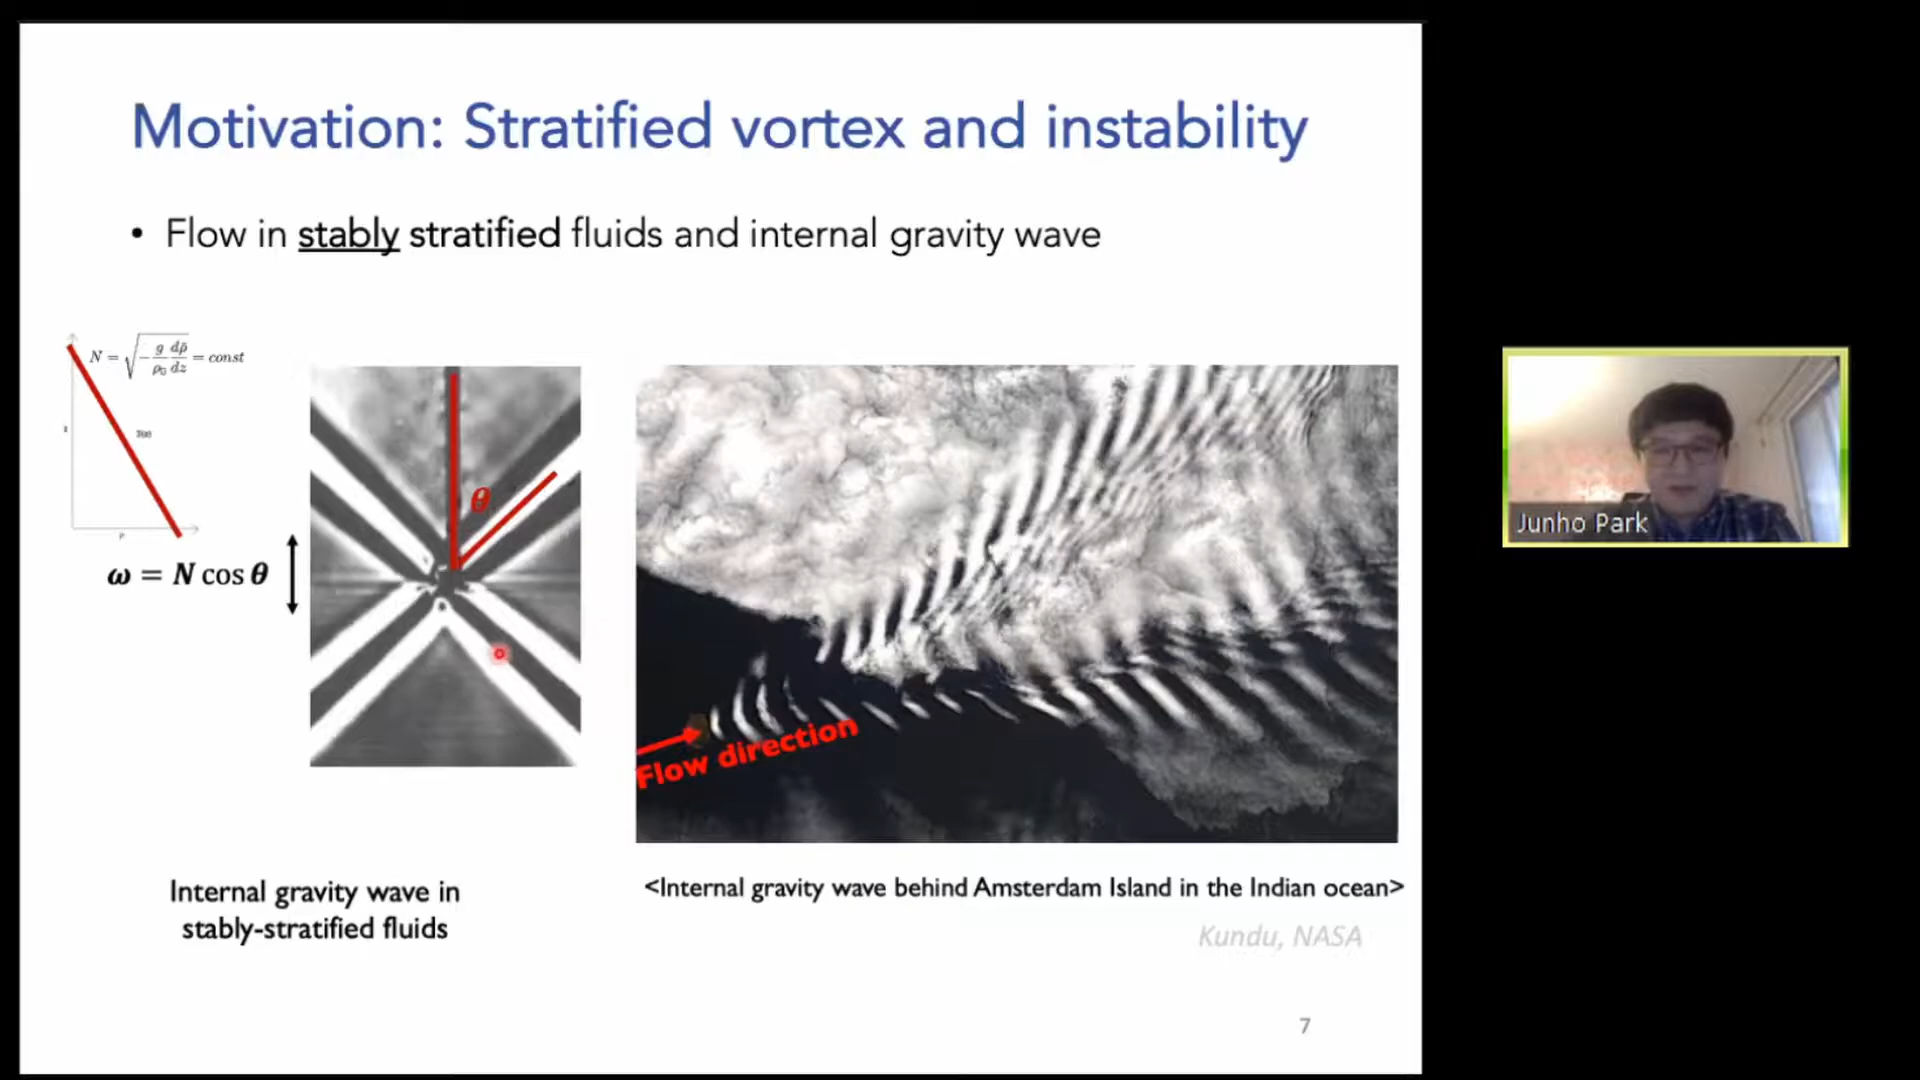 Motivation: Stratified vortex and instability
• Flow in stably stratified fluids and internal gravity wave
N = √(-g/ρ₀ dρ̄/dz) = const
z
ρ
θ
ω = N cos θ
Flow direction
Internal gravity wave in
stably-stratified fluids
<Internal gravity wave behind Amsterdam Island in the Indian ocean>
Kundu, NASA
7
Junho Park